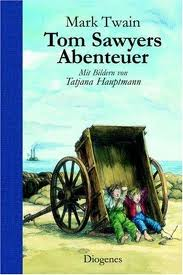 Mark Twain
Tom Sawyers
Abenteuer
Mit Bildern von
Tatjana Hauptmann
Diogenes